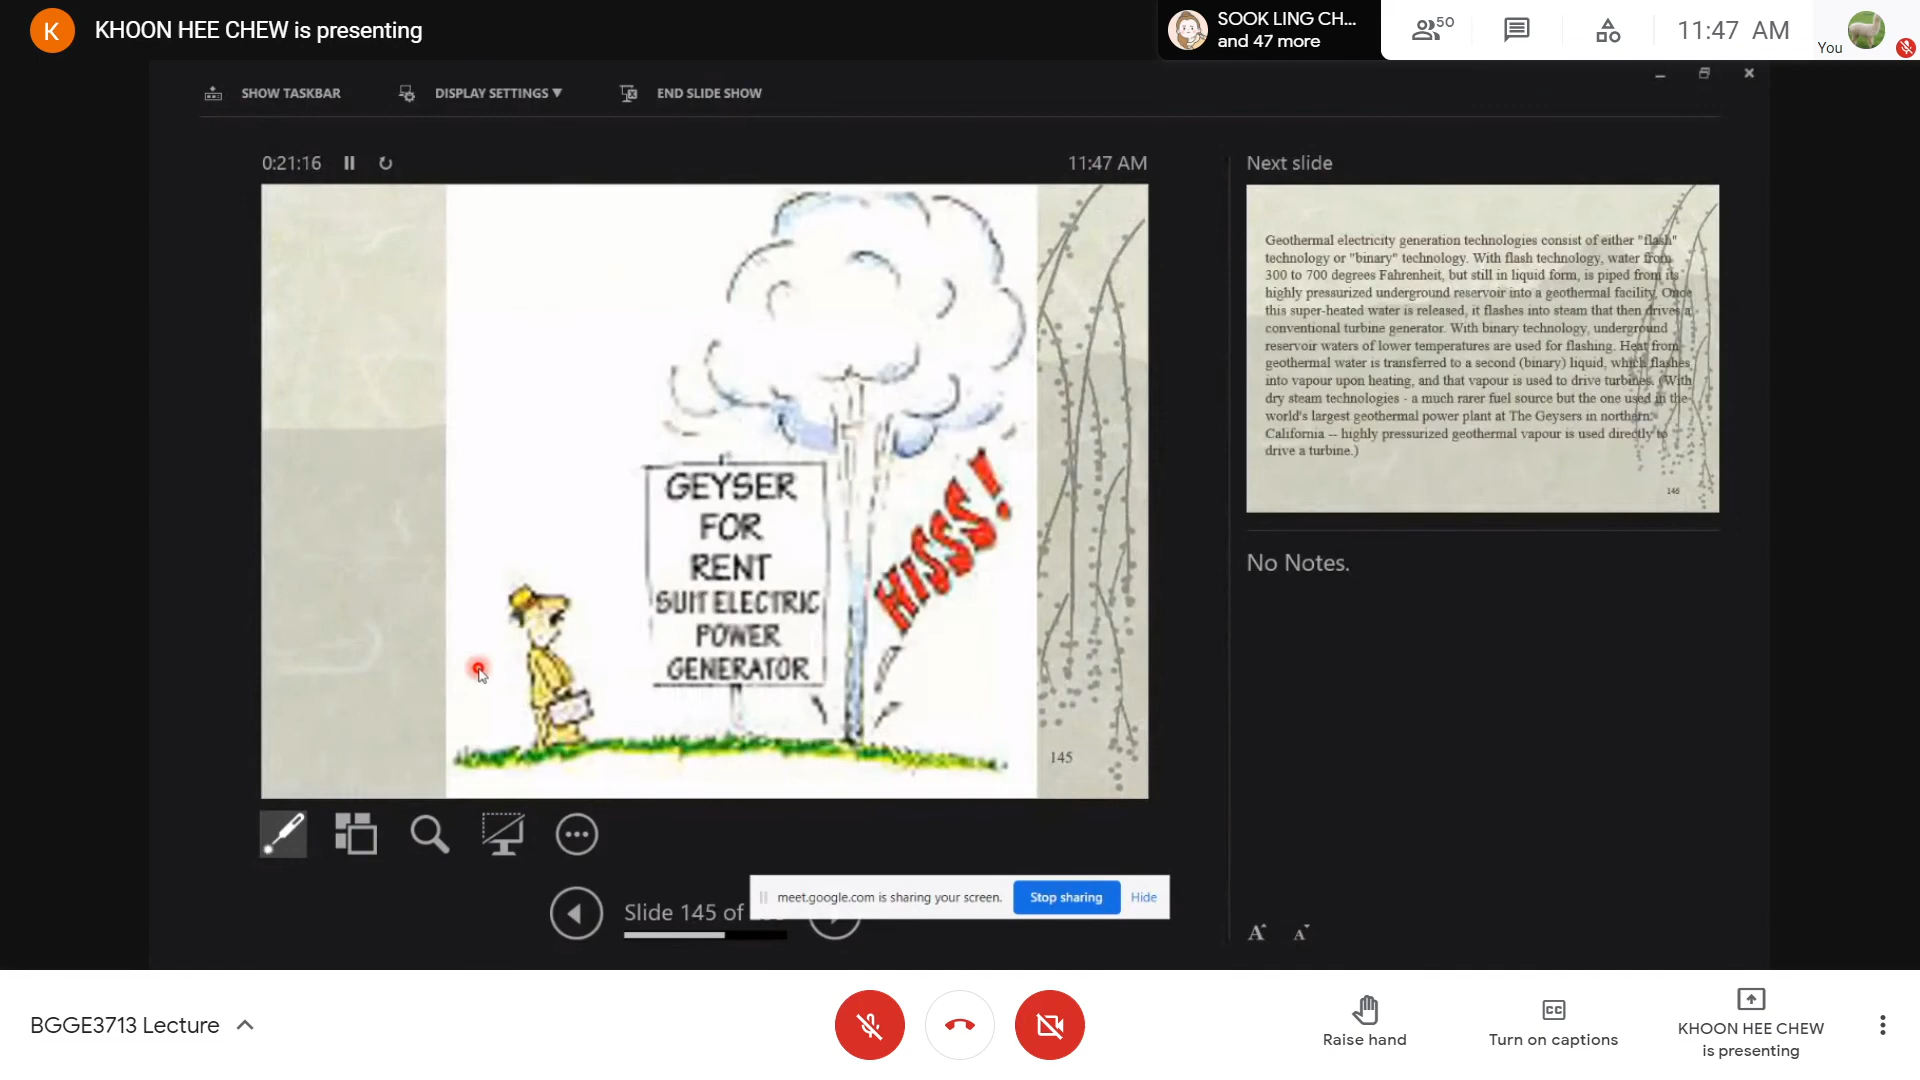 K
KHOON HEE CHEW is presenting
SOOK LING CH...
and 47 more
50
11:47 AM
You
SHOW TASKBAR
DISPLAY SETTINGS ▼
END SLIDE SHOW
0:21:16
11:47 AM
GEYSER
FOR
RENT
SUIT ELECTRIC
POWER
GENERATOR
HISSS!
145
Next slide
Geothermal electricity generation technologies consist of either "flash"
technology or "binary" technology. With flash technology, water from
300 to 700 degrees Fahrenheit, but still in liquid form, is piped from its
highly pressurized underground reservoir into a geothermal facility. Once
this super-heated water is released, it flashes into steam that then drives a
conventional turbine generator. With binary technology, underground
reservoir waters of lower temperatures are used for flashing. Heat from
geothermal water is transferred to a second (binary) liquid, which flashes
into vapour upon heating, and that vapour is used to drive turbines. (With
dry steam technologies - a much rarer fuel source but the one used in the
world's largest geothermal power plant at The Geysers in northern
California -- highly pressurized geothermal vapour is used directly to
drive a turbine.)
146
No Notes.
Slide 145 of
meet.google.com is sharing your screen.
Stop sharing
Hide
A
A
BGGE3713 Lecture
Raise hand
CC
Turn on captions
KHOON HEE CHEW
is presenting